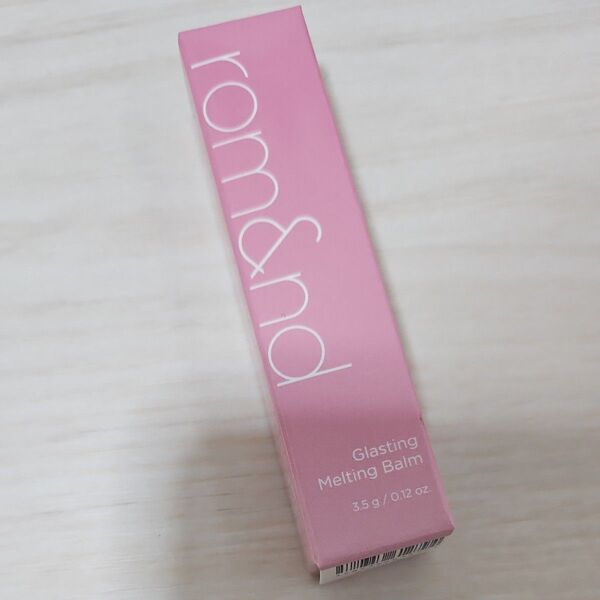 rom&nd
Glasting
Melting Balm
3.5 g / 0.12 oz.